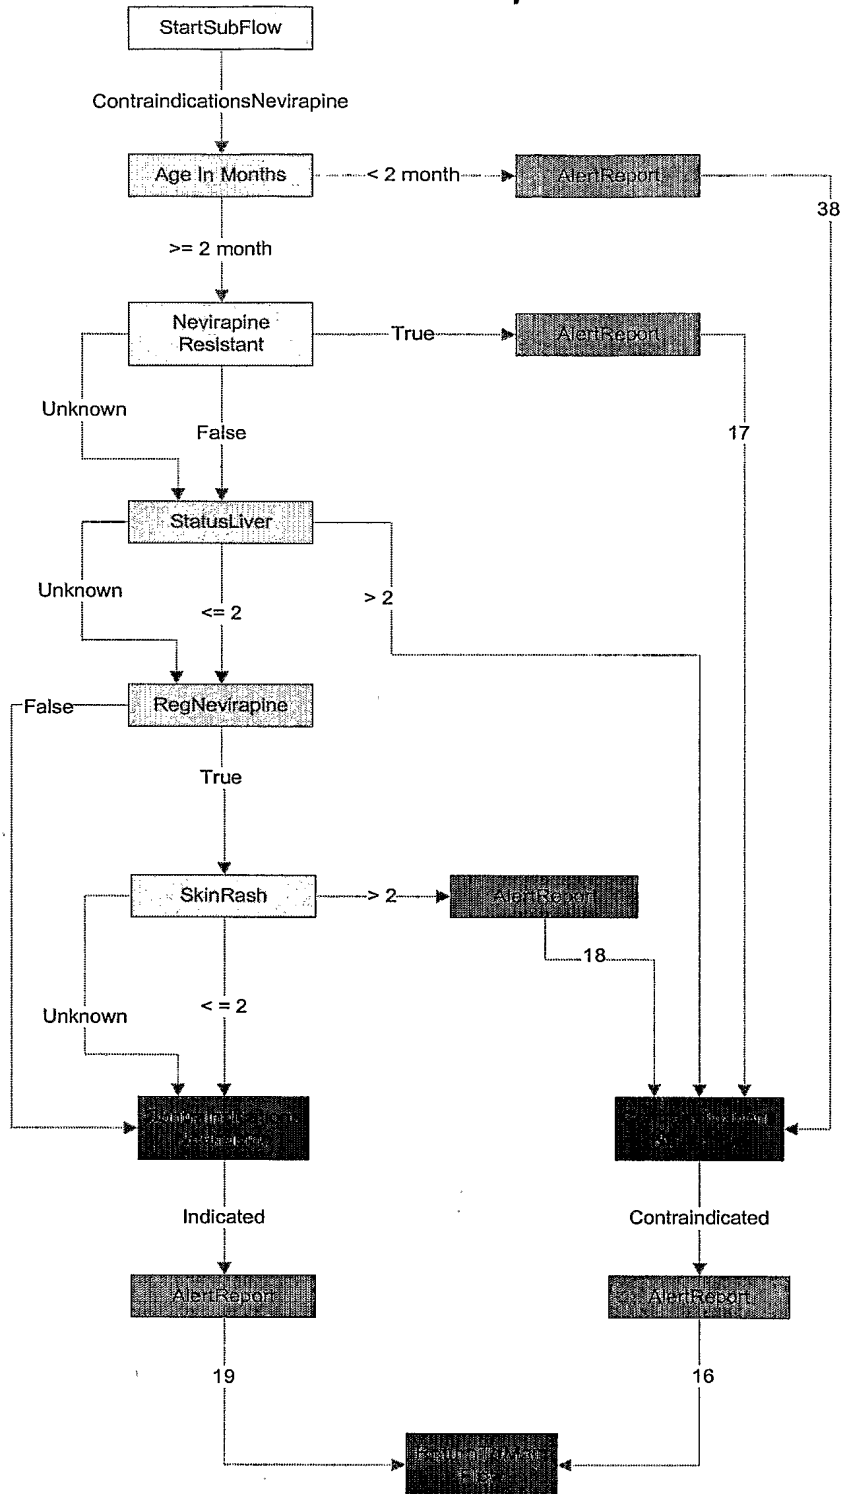 StartSubFlow
ContraindicationsNevirapine
Age In Months
< 2 month
AlertReport
38
>= 2 month
Nevirapine
Resistant
True
AlertReport
Unknown
False
17
StatusLiver
Unknown
<= 2
> 2
False
RegNevirapine
True
SkinRash
> 2
AlertReport
18
Unknown
< = 2
Indicated
Contraindicated
AlertReport
AlertReport
19
16